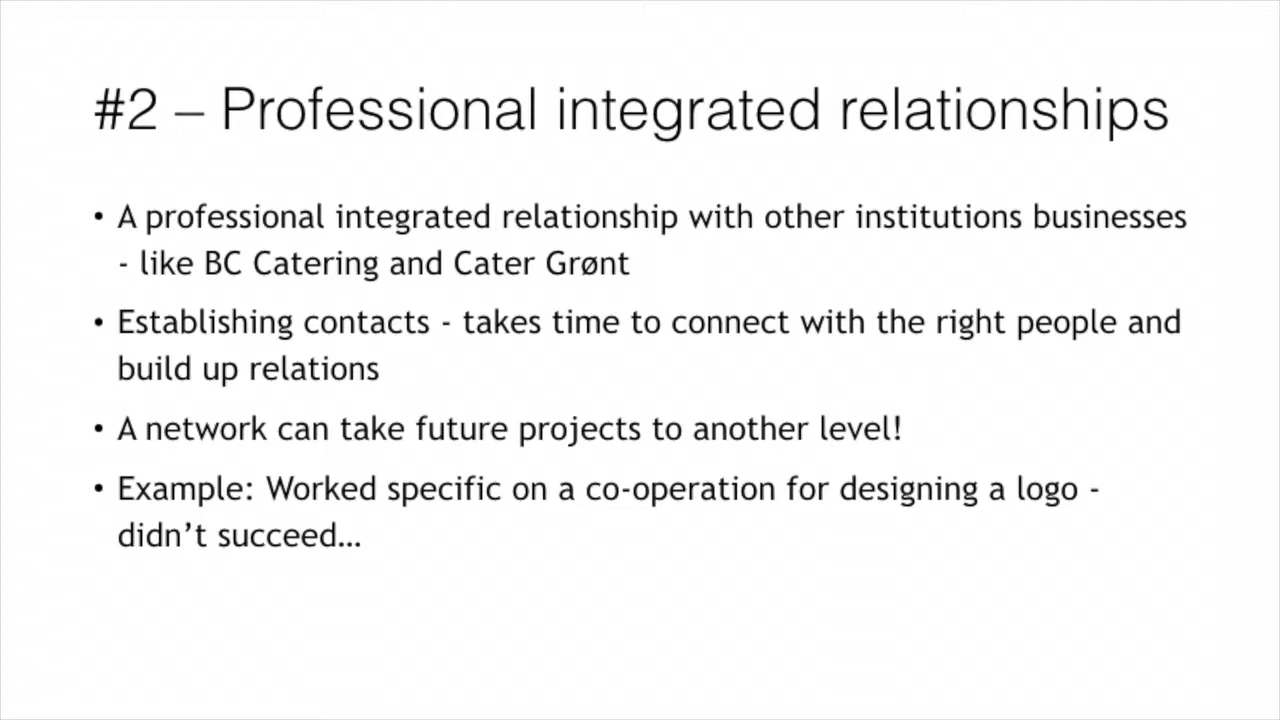 #2 – Professional integrated relationships
• A professional integrated relationship with other institutions businesses
- like BC Catering and Cater Grønt
• Establishing contacts - takes time to connect with the right people and
build up relations
• A network can take future projects to another level!
• Example: Worked specific on a co-operation for designing a logo -
didn’t succeed…